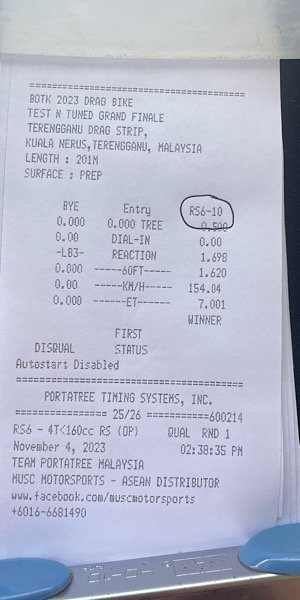 BOTK 2023 DRAG BIKE
TEST N TUNED GRAND FINALE
TERENGGANU DRAG STRIP,
KUALA NERUS,TERENGGANU, MALAYSIA
LENGTH : 201M
SURFACE : PREP
BYE Entry RS6-10
0.000 0.000 TREE 0.500
0.00 DIAL-IN 0.00
-LB3- REACTION 1.698
0.000 ------60FT----- 1.620
0.00 -----KM/H----- 154.04
0.000 ------ET----- 7.001
WINNER
FIRST
DISQUAL STATUS
Autostart Disabled
PORTATREE TIMING SYSTEMS, INC.
================ 25/26 ===========600214
RS6 - 4T<160cc RS (OP) QUAL RND 1
November 4, 2023 02:38:35 PM
TEAM PORTATREE MALAYSIA
MUSC MOTORSPORTS - ASEAN DISTRIBUTOR
www.facebook.com/muscmotorsports
+6016-6681490